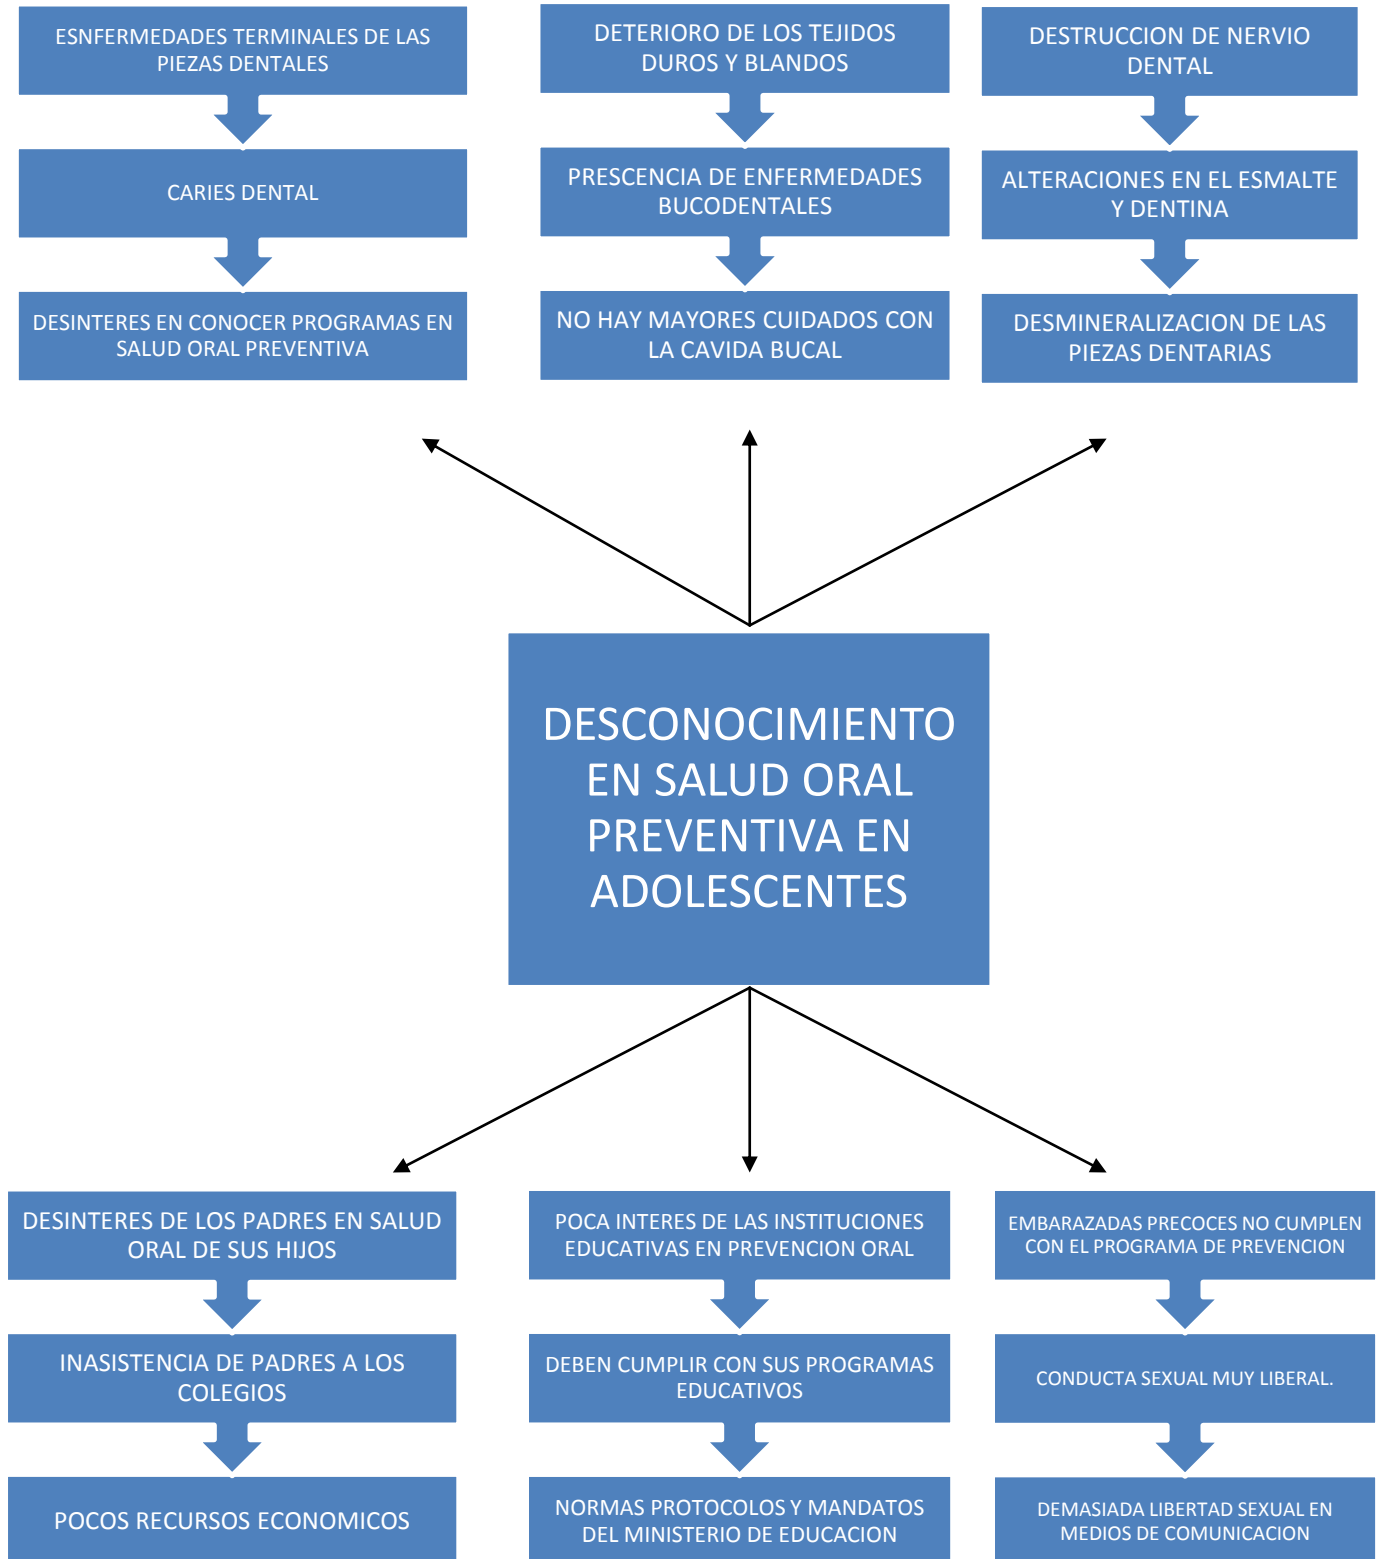 ESNFERMEDADES TERMINALES DE LAS
PIEZAS DENTALES
CARIES DENTAL
DESINTERES EN CONOCER PROGRAMAS EN
SALUD ORAL PREVENTIVA
DETERIORO DE LOS TEJIDOS
DUROS Y BLANDOS
PRESCENCIA DE ENFERMEDADES
BUCODENTALES
NO HAY MAYORES CUIDADOS CON
LA CAVIDA BUCAL
DESTRUCCION DE NERVIO
DENTAL
ALTERACIONES EN EL ESMALTE
Y DENTINA
DESMINERALIZACION DE LAS
PIEZAS DENTARIAS
DESCONOCIMIENTO
EN SALUD ORAL
PREVENTIVA EN
ADOLESCENTES
DESINTERES DE LOS PADRES EN SALUD
ORAL DE SUS HIJOS
INASISTENCIA DE PADRES A LOS
COLEGIOS
POCOS RECURSOS ECONOMICOS
POCA INTERES DE LAS INSTITUCIONES
EDUCATIVAS EN PREVENCION ORAL
DEBEN CUMPLIR CON SUS PROGRAMAS
EDUCATIVOS
NORMAS PROTOCOLOS Y MANDATOS
DEL MINISTERIO DE EDUCACION
EMBARAZADAS PRECOCES NO CUMPLEN
CON EL PROGRAMA DE PREVENCION
CONDUCTA SEXUAL MUY LIBERAL.
DEMASIADA LIBERTAD SEXUAL EN
MEDIOS DE COMUNICACION